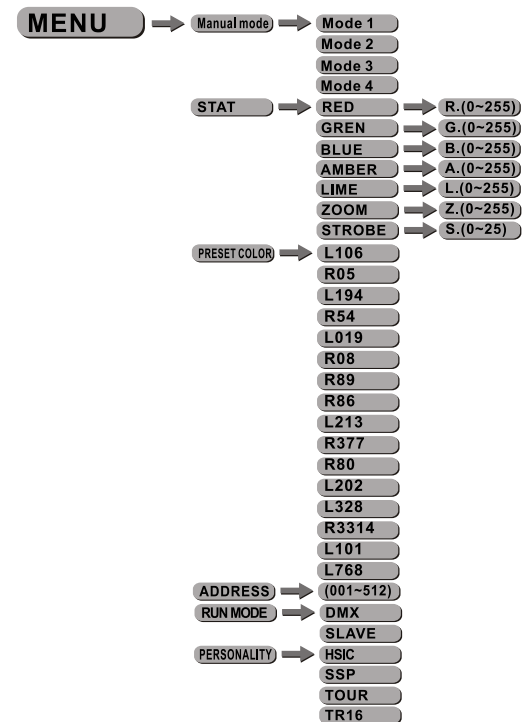 MENU Manual mode Mode 1
Mode 2
Mode 3
Mode 4
STAT RED R.(0~255)
GREN G.(0~255)
BLUE B.(0~255)
AMBER A.(0~255)
LIME L.(0~255)
ZOOM Z.(0~255)
STROBE S.(0~25)
PRESET COLOR L106
R05
L194
R54
L019
R08
R89
R86
L213
R377
R80
L202
L328
R3314
L101
L768
ADDRESS (001~512)
RUN MODE DMX
SLAVE
PERSONALITY HSIC
SSP
TOUR
TR16